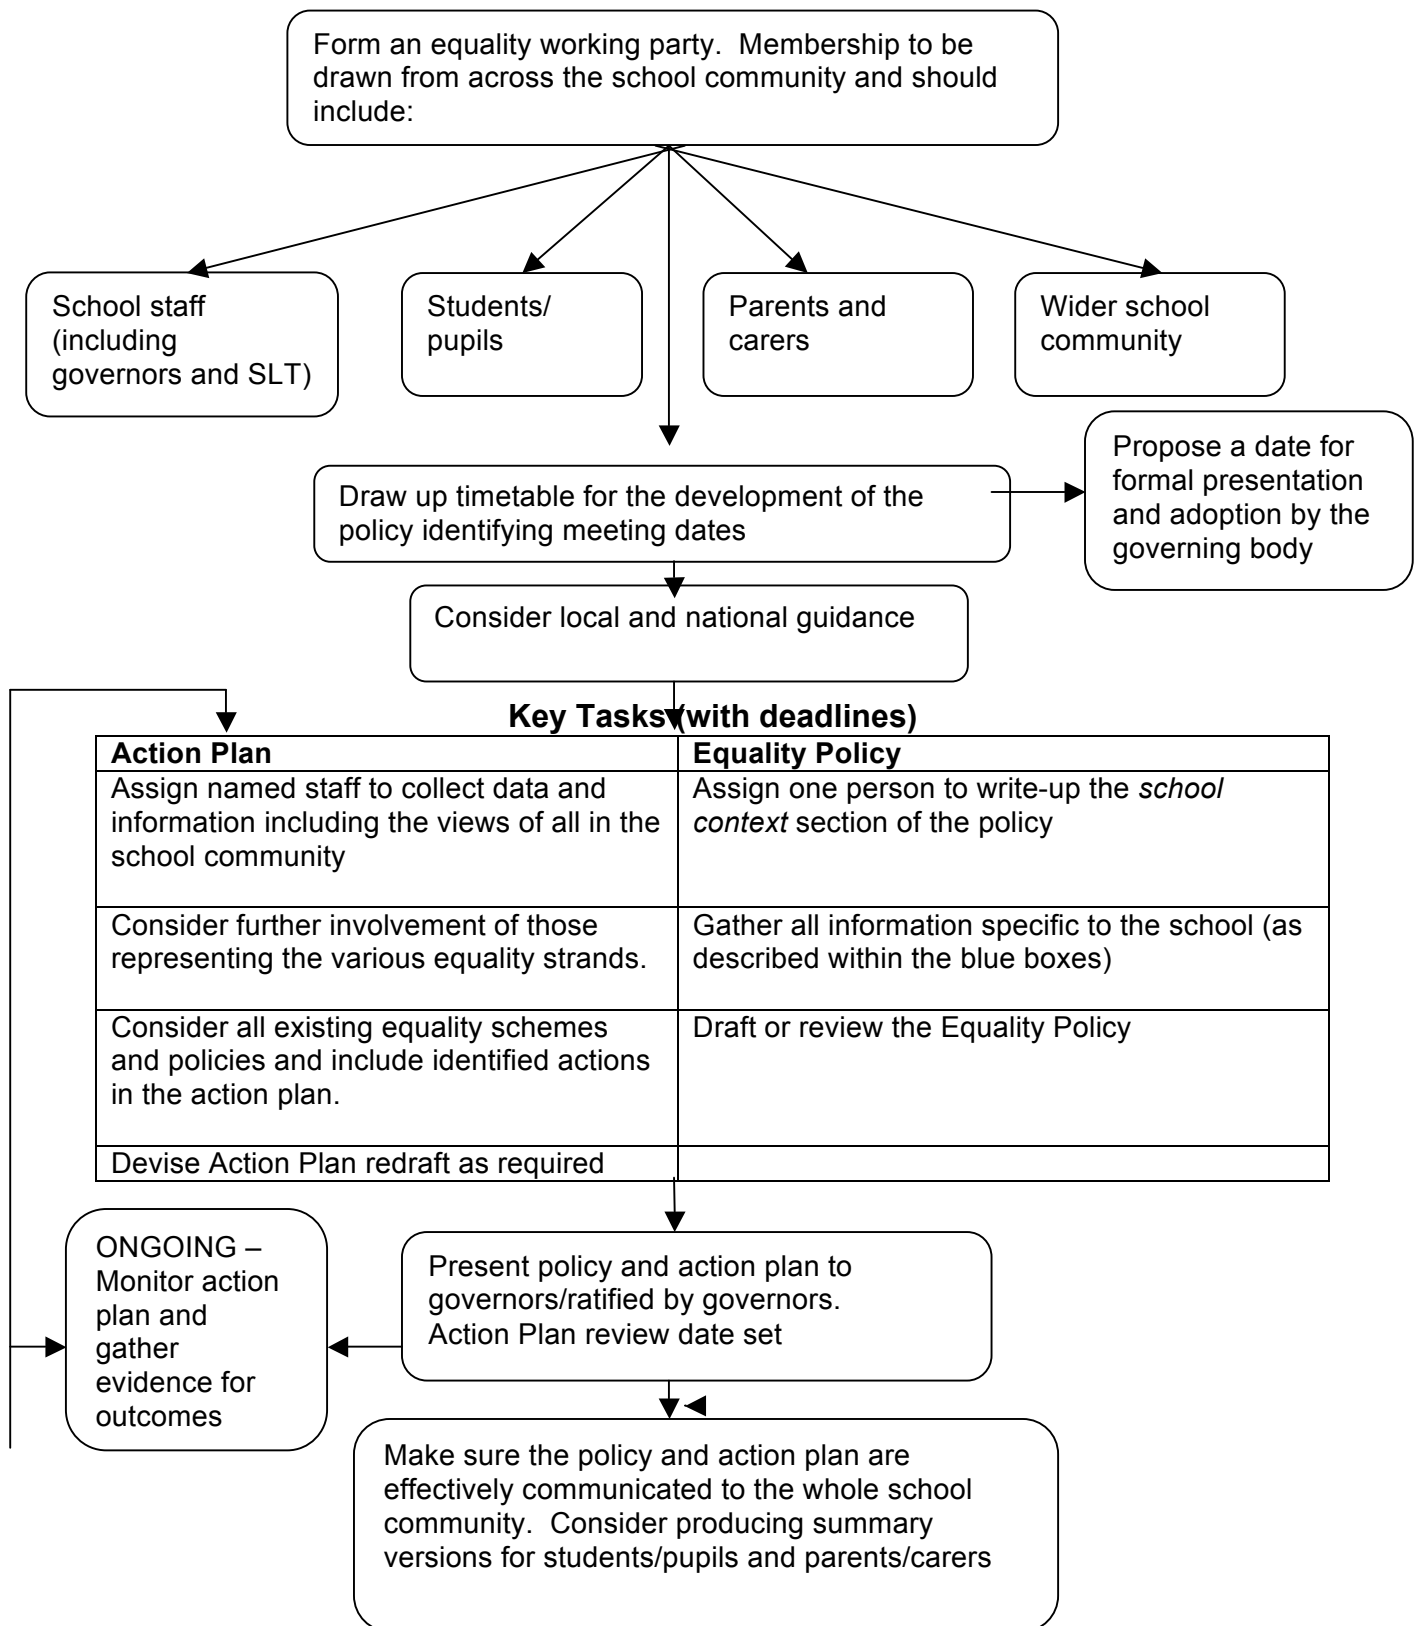 Form an equality working party.  Membership to be
drawn from across the school community and should
include:
School staff
(including
governors and SLT)
Students/
pupils
Parents and
carers
Wider school
community
Propose a date for
formal presentation
and adoption by the
governing body
Draw up timetable for the development of the
policy identifying meeting dates
Consider local and national guidance
Key Tasks (with deadlines)
Action Plan
Equality Policy
Assign named staff to collect data and
information including the views of all in the
school community
Assign one person to write-up the school
context section of the policy
Consider further involvement of those
representing the various equality strands.
Gather all information specific to the school (as
described within the blue boxes)
Consider all existing equality schemes
and policies and include identified actions
in the action plan.
Draft or review the Equality Policy
Devise Action Plan redraft as required
ONGOING –
Monitor action
plan and
gather
evidence for
outcomes
Present policy and action plan to
governors/ratified by governors.
Action Plan review date set
Make sure the policy and action plan are
effectively communicated to the whole school
community.  Consider producing summary
versions for students/pupils and parents/carers